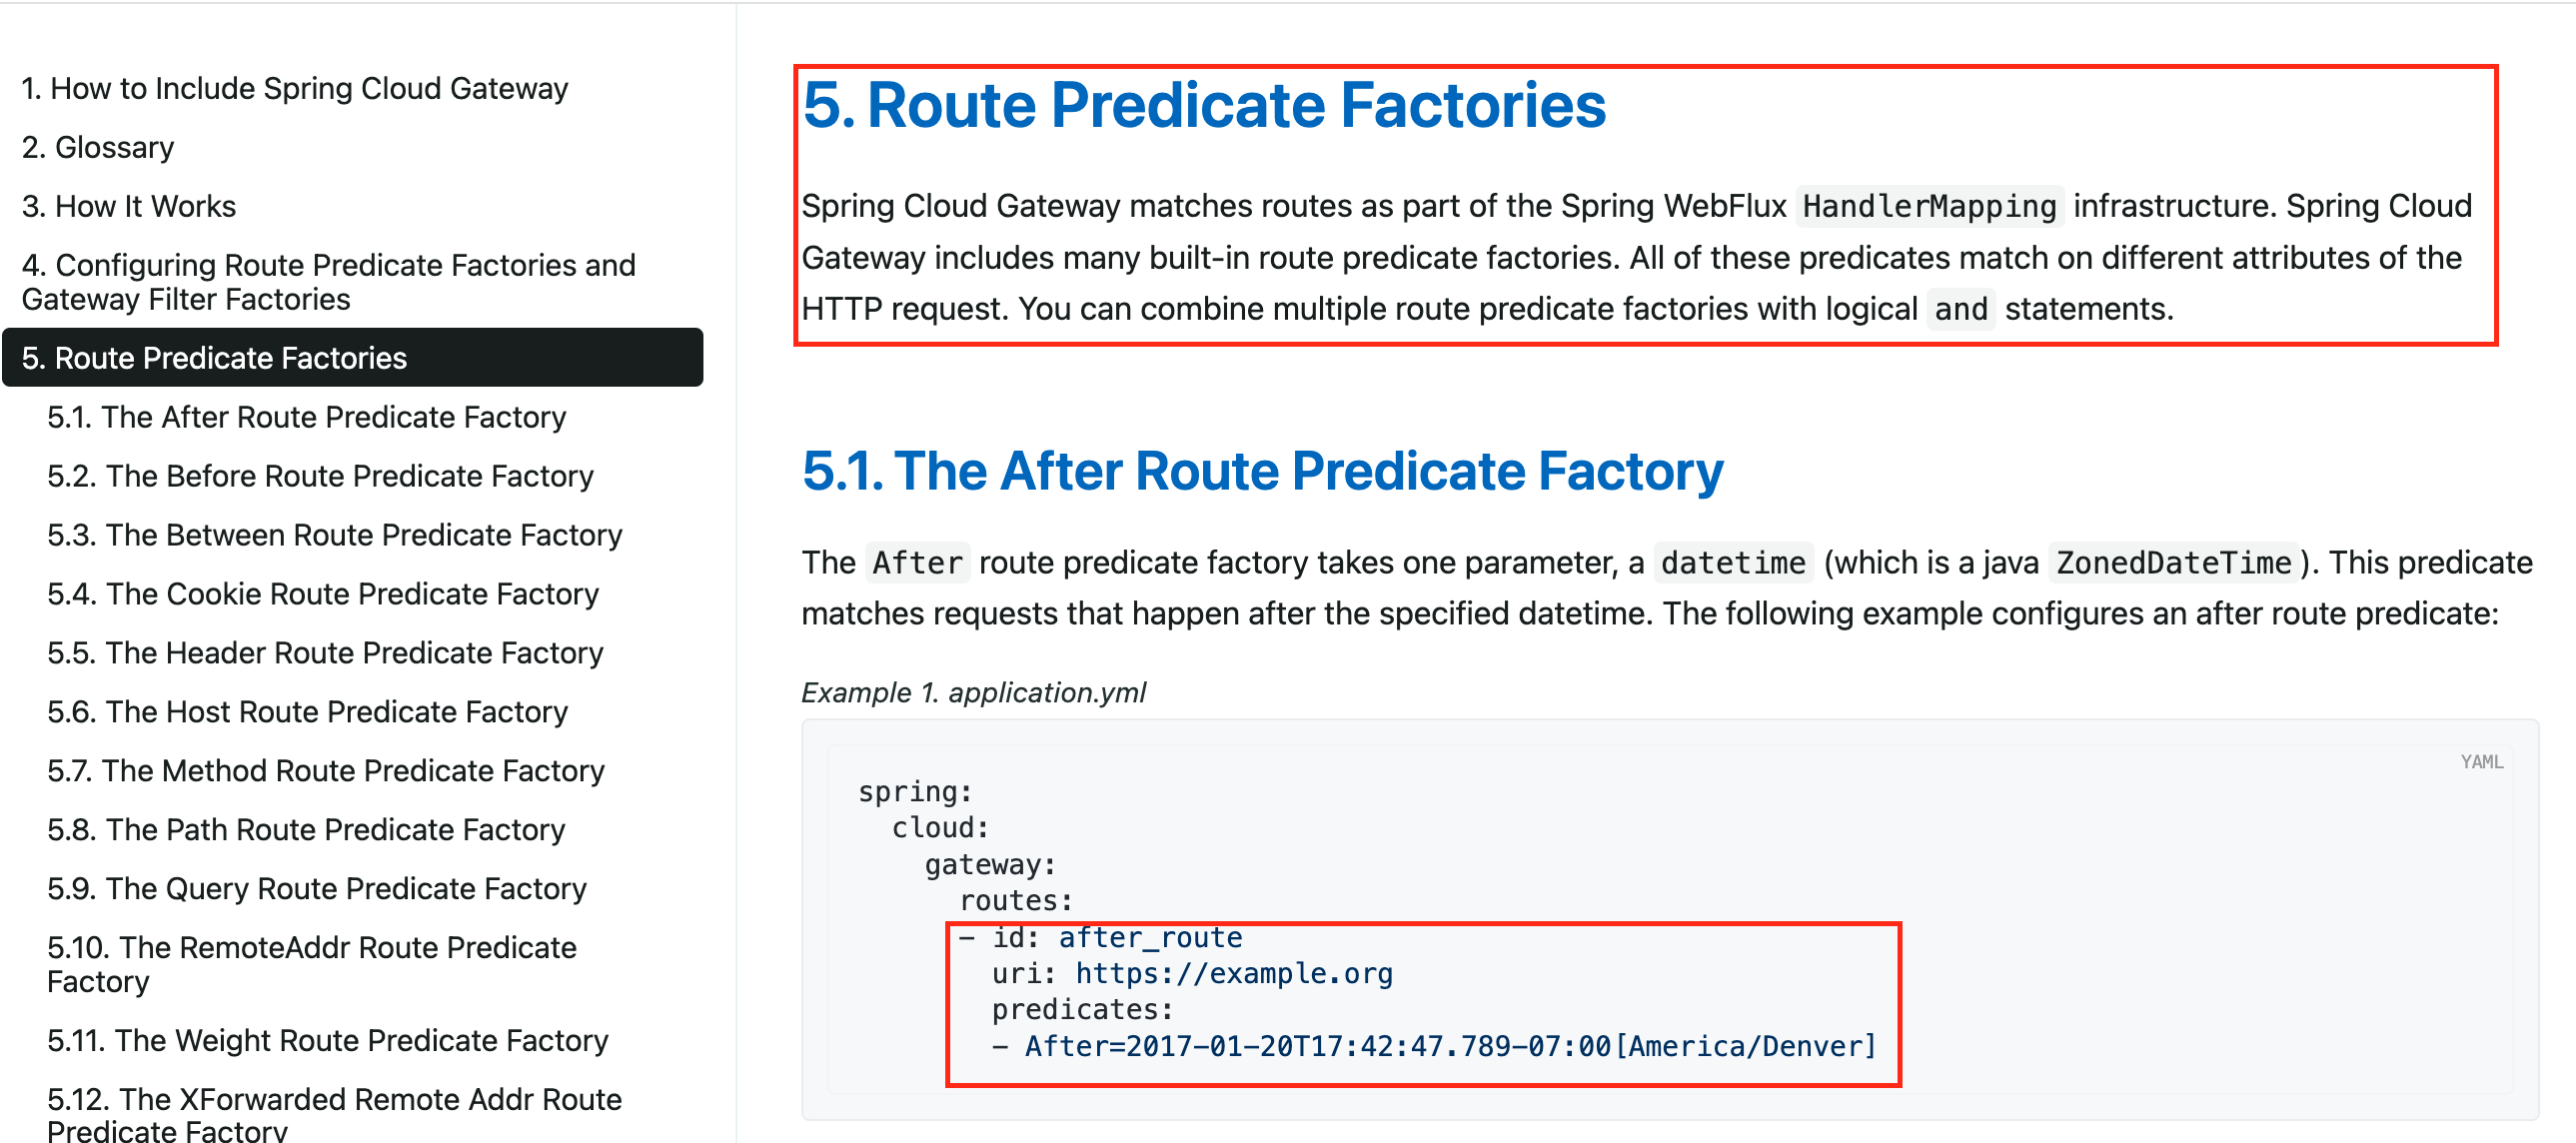 1. How to Include Spring Cloud Gateway
2. Glossary
3. How It Works
4. Configuring Route Predicate Factories and
Gateway Filter Factories
5. Route Predicate Factories
5.1. The After Route Predicate Factory
5.2. The Before Route Predicate Factory
5.3. The Between Route Predicate Factory
5.4. The Cookie Route Predicate Factory
5.5. The Header Route Predicate Factory
5.6. The Host Route Predicate Factory
5.7. The Method Route Predicate Factory
5.8. The Path Route Predicate Factory
5.9. The Query Route Predicate Factory
5.10. The RemoteAddr Route Predicate
Factory
5.11. The Weight Route Predicate Factory
5.12. The XForwarded Remote Addr Route
Predicate Factory
5. Route Predicate Factories
Spring Cloud Gateway matches routes as part of the Spring WebFlux HandlerMapping infrastructure. Spring Cloud
Gateway includes many built-in route predicate factories. All of these predicates match on different attributes of the
HTTP request. You can combine multiple route predicate factories with logical and statements.
5.1. The After Route Predicate Factory
The After route predicate factory takes one parameter, a datetime (which is a java ZonedDateTime). This predicate
matches requests that happen after the specified datetime. The following example configures an after route predicate:
Example 1. application.yml
YAML
spring:
  cloud:
    gateway:
      routes:
      - id: after_route
        uri: https://example.org
        predicates:
        - After=2017-01-20T17:42:47.789-07:00[America/Denver]